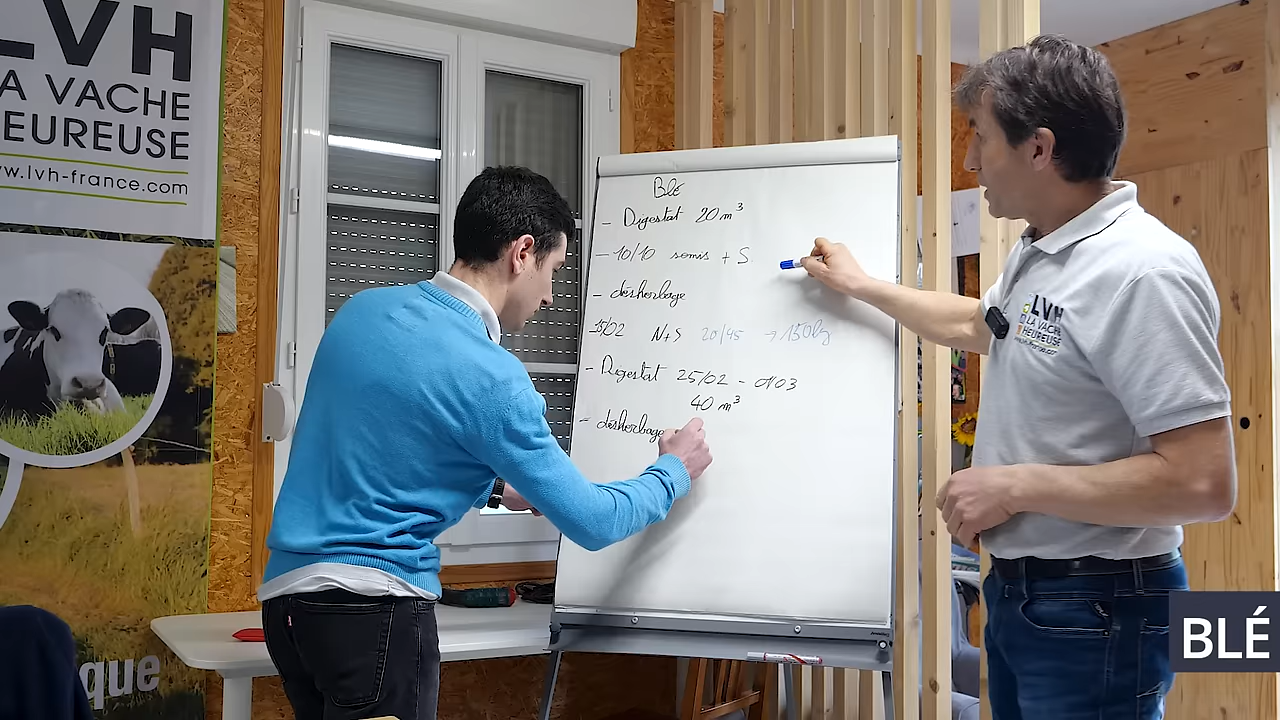 LVH
LA VACHE
HEUREUSE
www.lvh-france.com
que
Blé
- Digestat 20 m³
- 10/10 semis + S
- désherbage
- 15/02 N+S 20/45 → 150kg
- Digestat 25/02 - 01/03
40 m³
- désherbage
LVH
LA VACHE
HEUREUSE
BLÉ